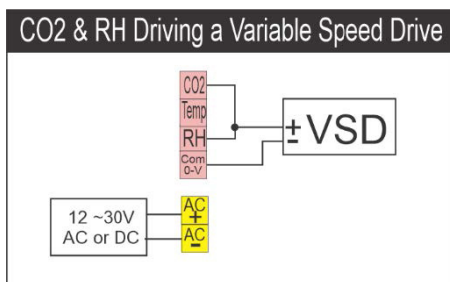 CO2 & RH Driving a Variable Speed Drive
CO2
Temp
RH
Com
0-V
+ VSD
-
12 ~30V
AC or DC
AC
+
AC
-